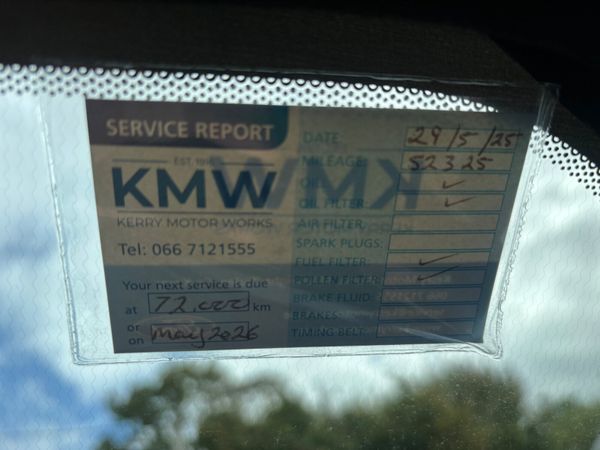 SERVICE REPORT
EST. 1916
KMW
KERRY MOTOR WORKS
Tel: 066 7121555
Your next service is due
at 72,000 km
or
on May 2026
DATE: 29/5/25
MILEAGE: 52325
OIL: ✓
OIL FILTER: ✓
AIR FILTER:
SPARK PLUGS:
FUEL FILTER: ✓
POLLEN FILTER: ✓
BRAKE FLUID:
BRAKES:
TIMING BELT: